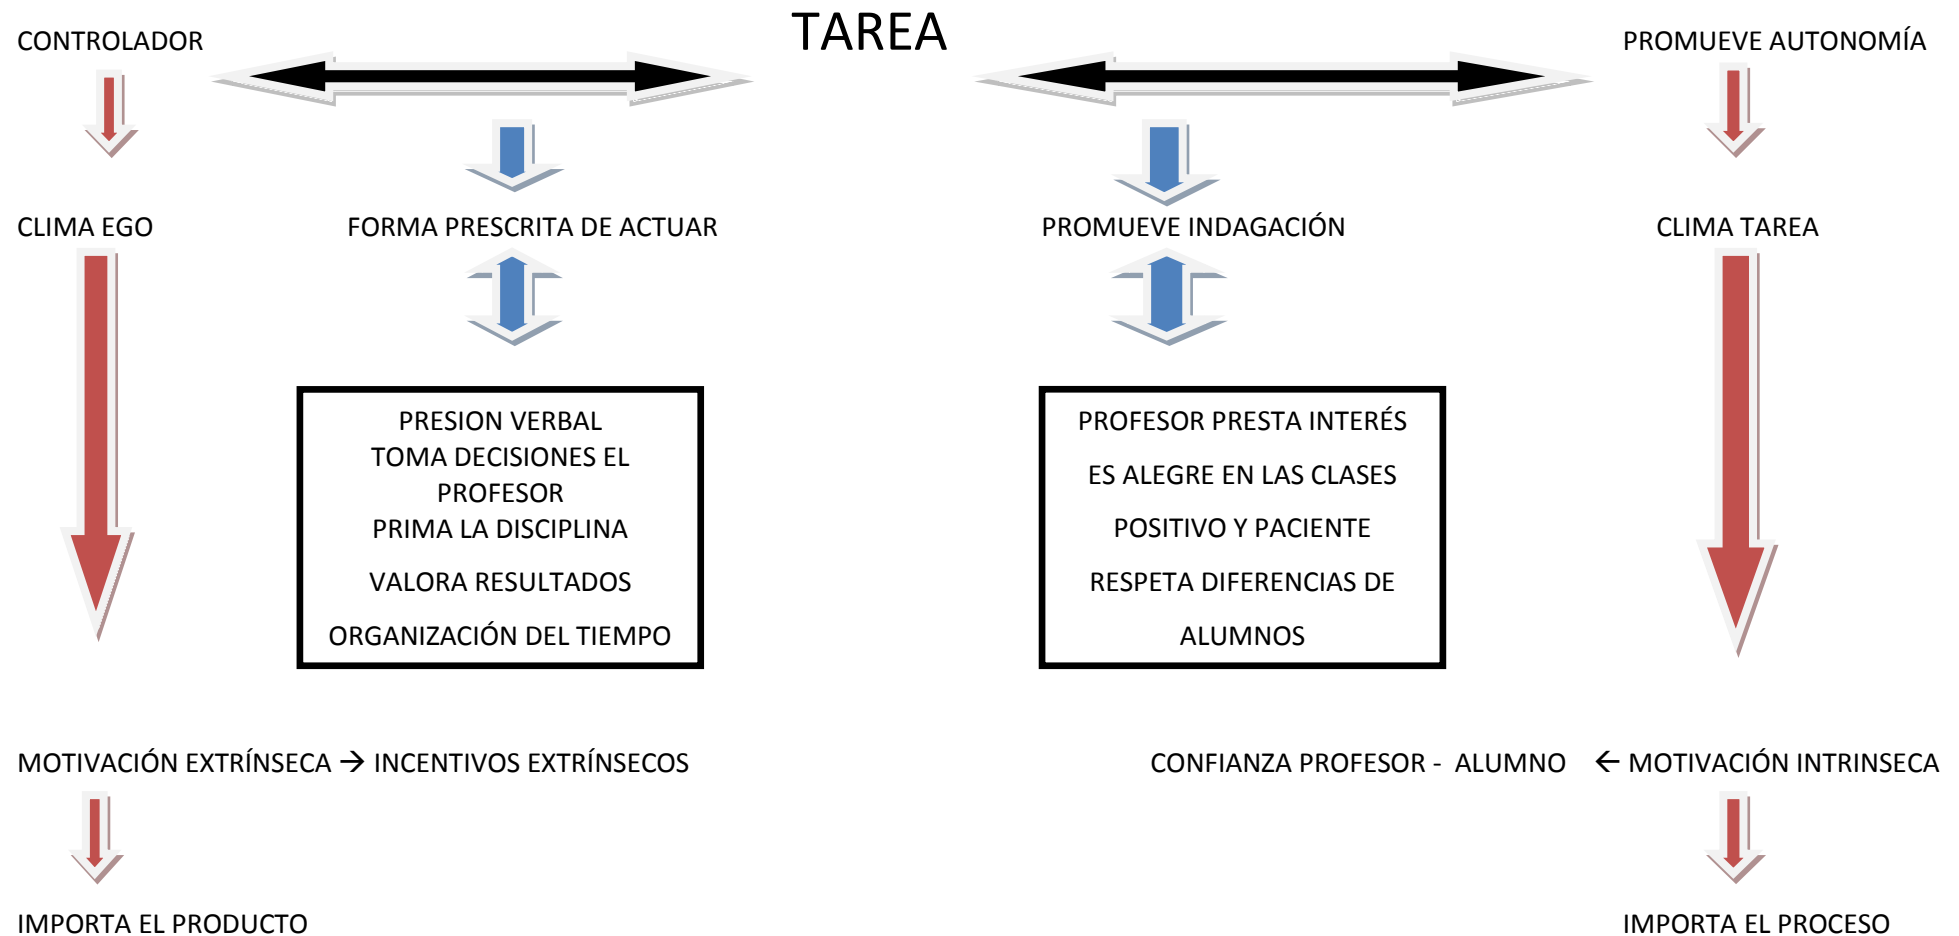 TAREA
CONTROLADOR
PROMUEVE AUTONOMÍA
CLIMA EGO
FORMA PRESCRITA DE ACTUAR
PROMUEVE INDAGACIÓN
CLIMA TAREA
PRESION VERBAL
TOMA DECISIONES EL
PROFESOR
PRIMA LA DISCIPLINA
VALORA RESULTADOS
ORGANIZACIÓN DEL TIEMPO
PROFESOR PRESTA INTERÉS
ES ALEGRE EN LAS CLASES
POSITIVO Y PACIENTE
RESPETA DIFERENCIAS DE
ALUMNOS
MOTIVACIÓN EXTRÍNSECA → INCENTIVOS EXTRÍNSECOS
CONFIANZA PROFESOR - ALUMNO ← MOTIVACIÓN INTRINSECA
IMPORTA EL PRODUCTO
IMPORTA EL PROCESO